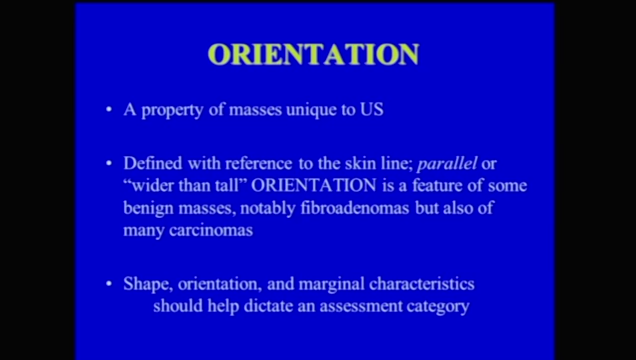 ORIENTATION
• A property of masses unique to US
• Defined with reference to the skin line; parallel or
“wider than tall” ORIENTATION is a feature of some
benign masses, notably fibroadenomas but also of
many carcinomas
• Shape, orientation, and marginal characteristics
should help dictate an assessment category